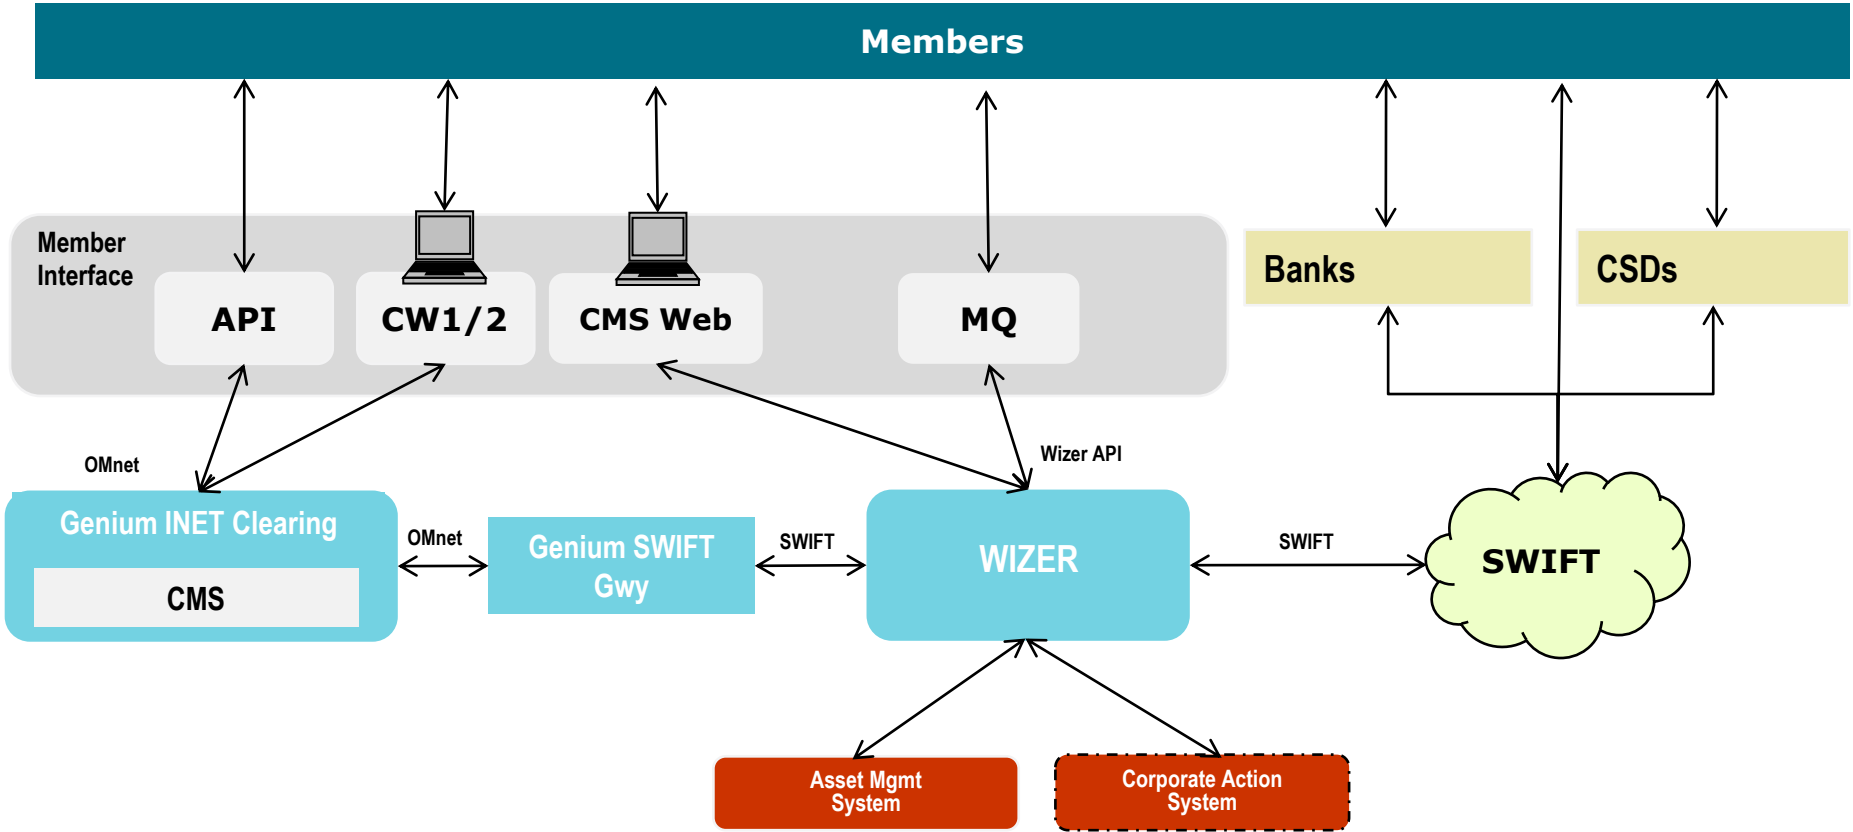 Members
Member
Interface
API
CW1/2
CMS Web
MQ
Banks
CSDs
OMnet
Wizer API
Genium INET Clearing
CMS
OMnet
Genium SWIFT
Gwy
SWIFT
WIZER
SWIFT
SWIFT
Asset Mgmt
System
Corporate Action
System